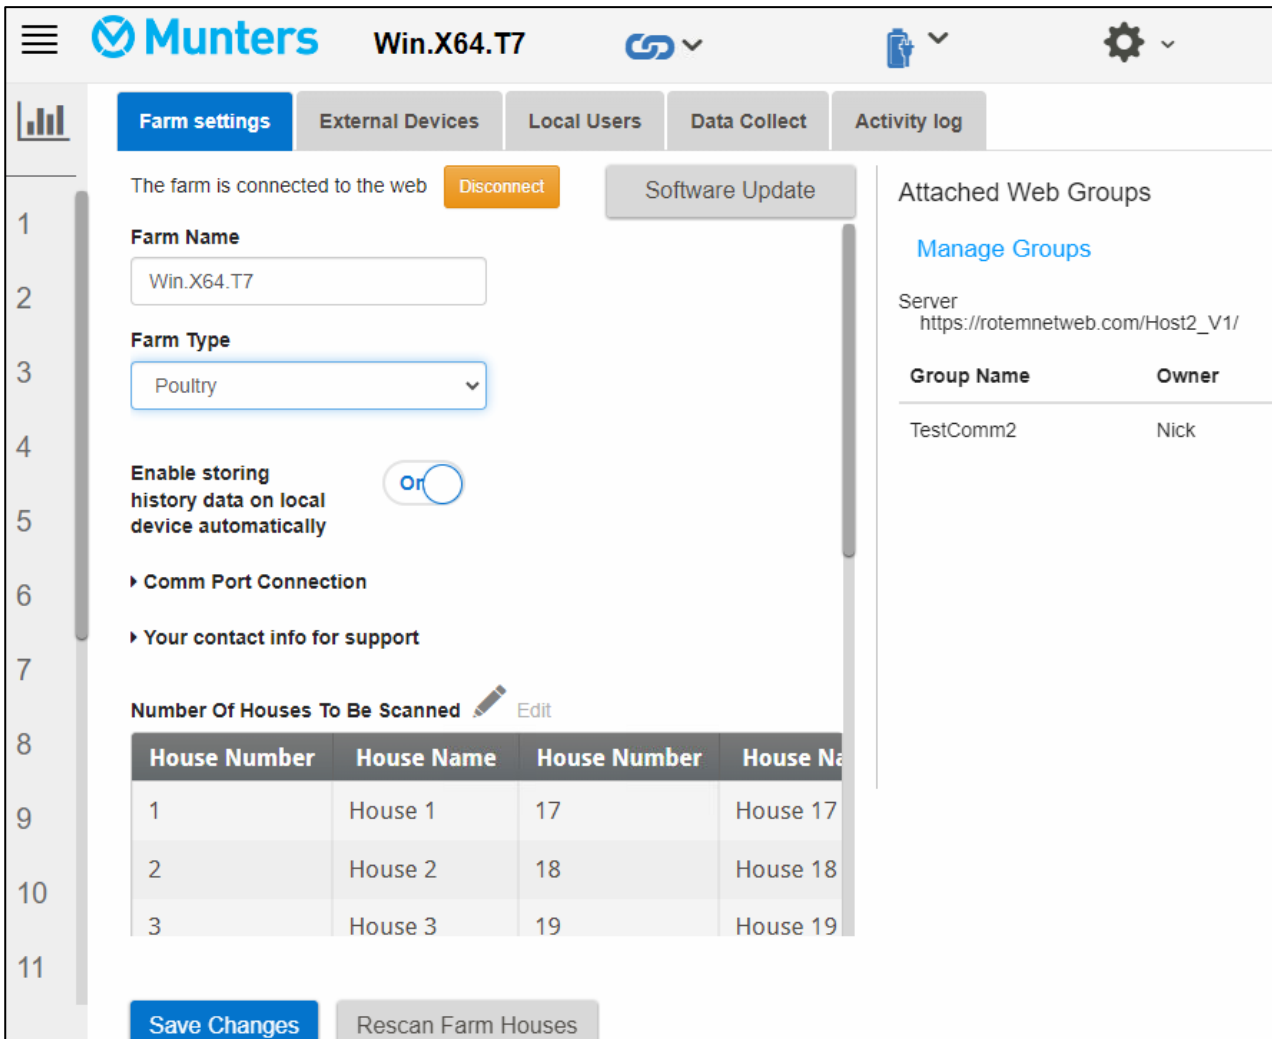 Munters Win.X64.T7
Farm settings External Devices Local Users Data Collect Activity log
The farm is connected to the web Disconnect Software Update
Farm Name
Win.X64.T7
Farm Type
Poultry
Enable storing
history data on local
device automatically
On
Comm Port Connection
Your contact info for support
Number Of Houses To Be Scanned Edit
House Number House Name House Number House Na
1 House 1 17 House 17
2 House 2 18 House 18
3 House 3 19 House 19
Save Changes Rescan Farm Houses
Attached Web Groups
Manage Groups
Server
https://rotemnetweb.com/Host2_V1/
Group Name Owner
TestComm2 Nick
1
2
3
4
5
6
7
8
9
10
11